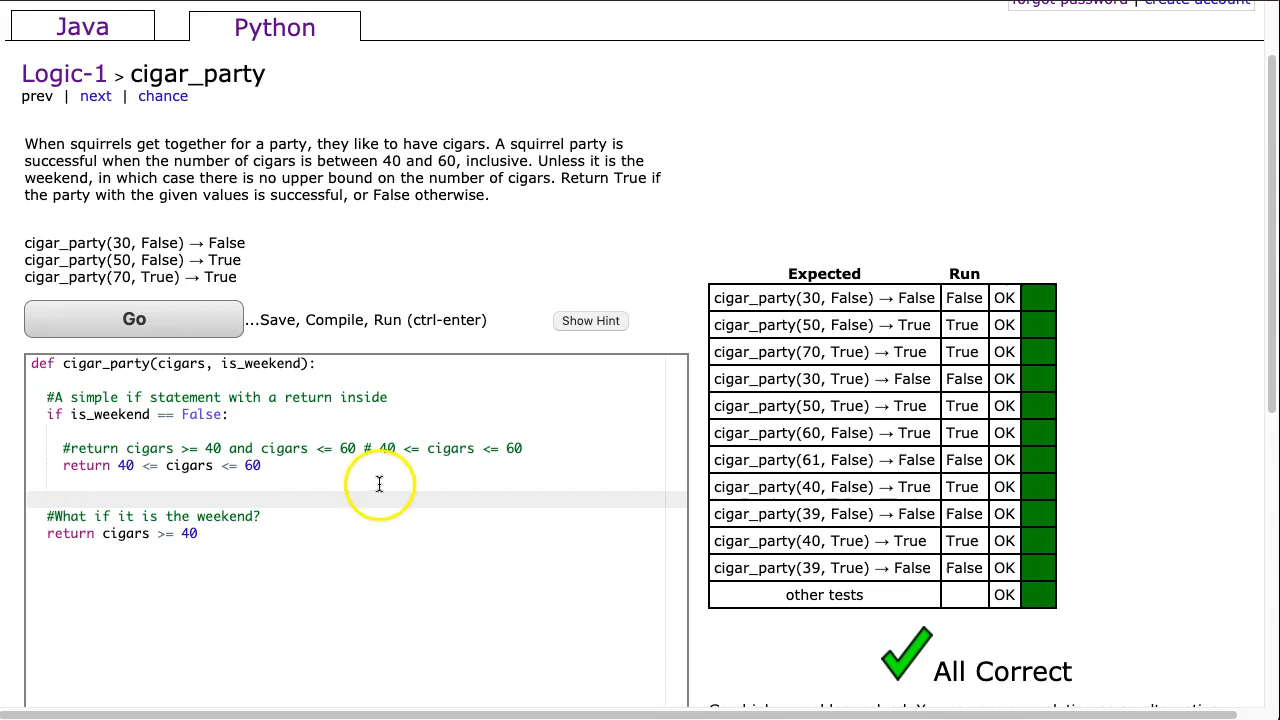 forgot password | create account
Java
Python
Logic-1 > cigar_party
prev | next | chance
When squirrels get together for a party, they like to have cigars. A squirrel party is
successful when the number of cigars is between 40 and 60, inclusive. Unless it is the
weekend, in which case there is no upper bound on the number of cigars. Return True if
the party with the given values is successful, or False otherwise.
cigar_party(30, False) → False
cigar_party(50, False) → True
cigar_party(70, True) → True
Go
...Save, Compile, Run (ctrl-enter)
Show Hint
def cigar_party(cigars, is_weekend):
#A simple if statement with a return inside
if is_weekend == False:
#return cigars >= 40 and cigars <= 60 # 40 <= cigars <= 60
return 40 <= cigars <= 60
#What if it is the weekend?
return cigars >= 40
Expected Run
cigar_party(30, False) → False False OK
cigar_party(50, False) → True True OK
cigar_party(70, True) → True True OK
cigar_party(30, True) → False False OK
cigar_party(50, True) → True True OK
cigar_party(60, True) → True True OK
cigar_party(61, False) → False False OK
cigar_party(40, False) → True True OK
cigar_party(39, False) → False False OK
cigar_party(40, True) → True True OK
cigar_party(39, True) → False False OK
other tests OK
All Correct